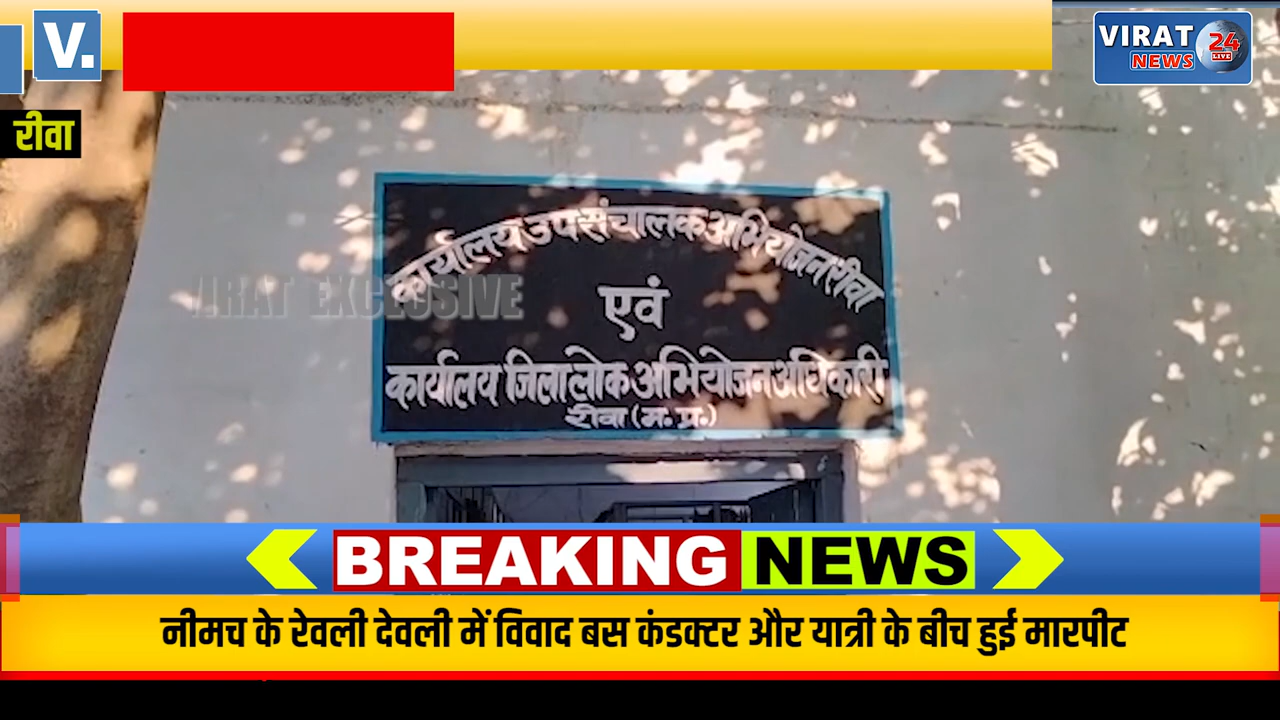 V.
VIRAT
NEWS
24
LIVE
रीवा
कार्यालय उप संचालक अभियोजन रीवा
VIRAT EXCLUSIVE
एवं
कार्यालय जिला लोक अभियोजन अधिकारी
रीवा (म. प्र.)
BREAKING NEWS
नीमच के रेवली देवली में विवाद बस कंडक्टर और यात्री के बीच हुई मारपीट